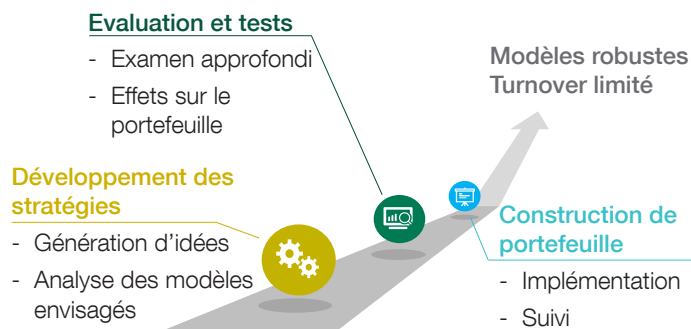 Evaluation et tests
- Examen approfondi
- Effets sur le
portefeuille
Modèles robustes
Turnover limité
Développement des
stratégies
- Génération d’idées
- Analyse des modèles
envisagés
Construction de
portefeuille
- Implémentation
- Suivi